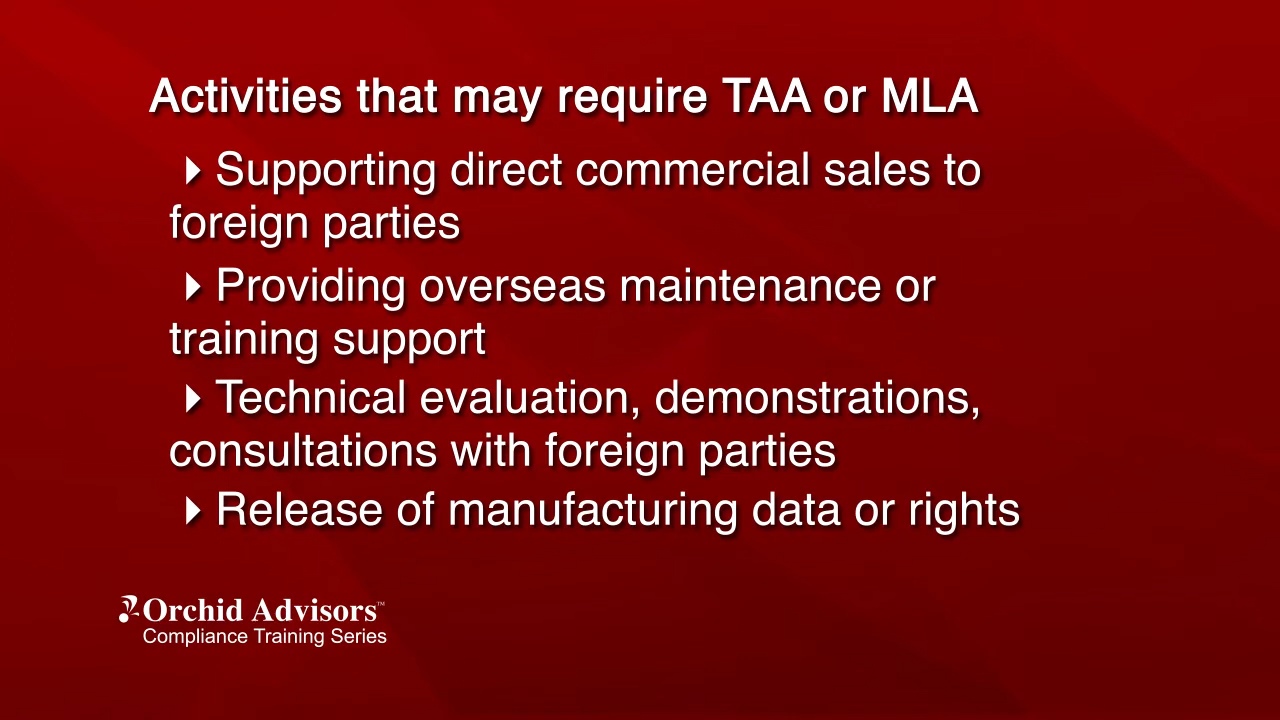 Activities that may require TAA or MLA
Supporting direct commercial sales to
foreign parties
Providing overseas maintenance or
training support
Technical evaluation, demonstrations,
consultations with foreign parties
Release of manufacturing data or rights
Orchid Advisors™
Compliance Training Series